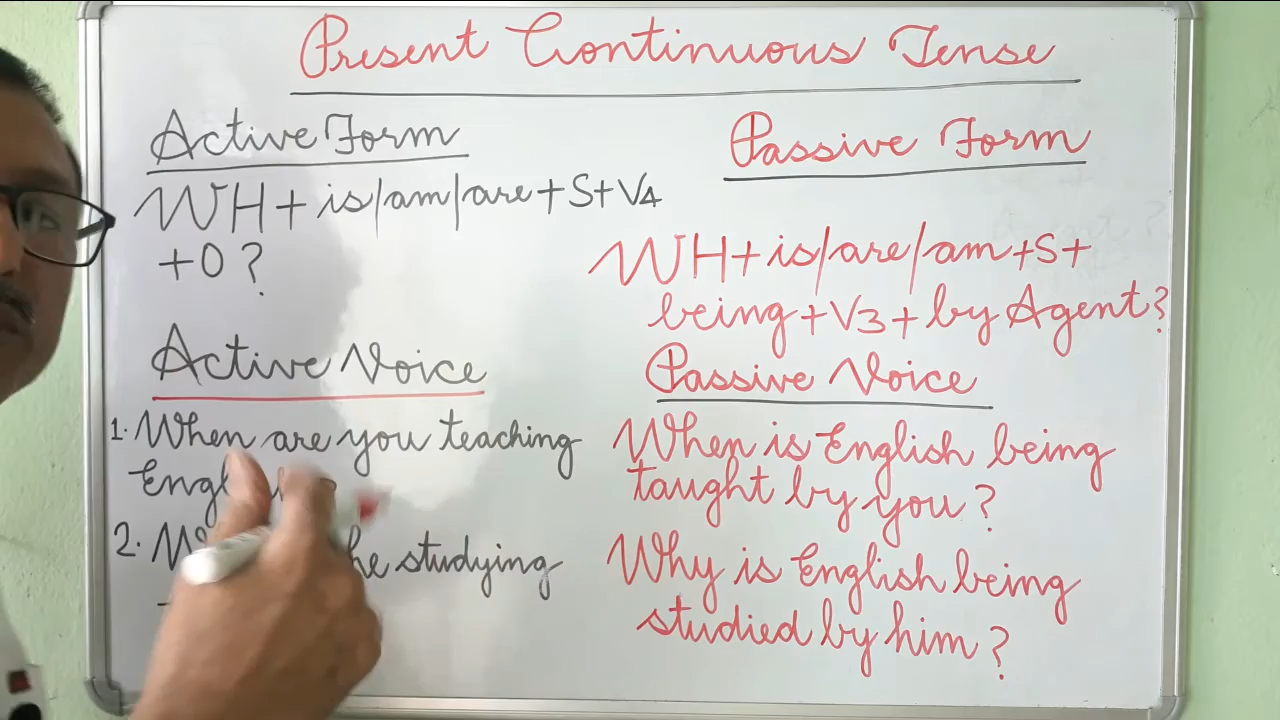 Present Continuous Tense
Active Form
WH + is/am/are + S + V4
+ O ?
Passive Form
WH + is/are/am + S +
being + V3 + by Agent?
Active Voice
1. When are you teaching
2. he studying
Passive Voice
When is English being
taught by you ?
Why is English being
studied by him ?